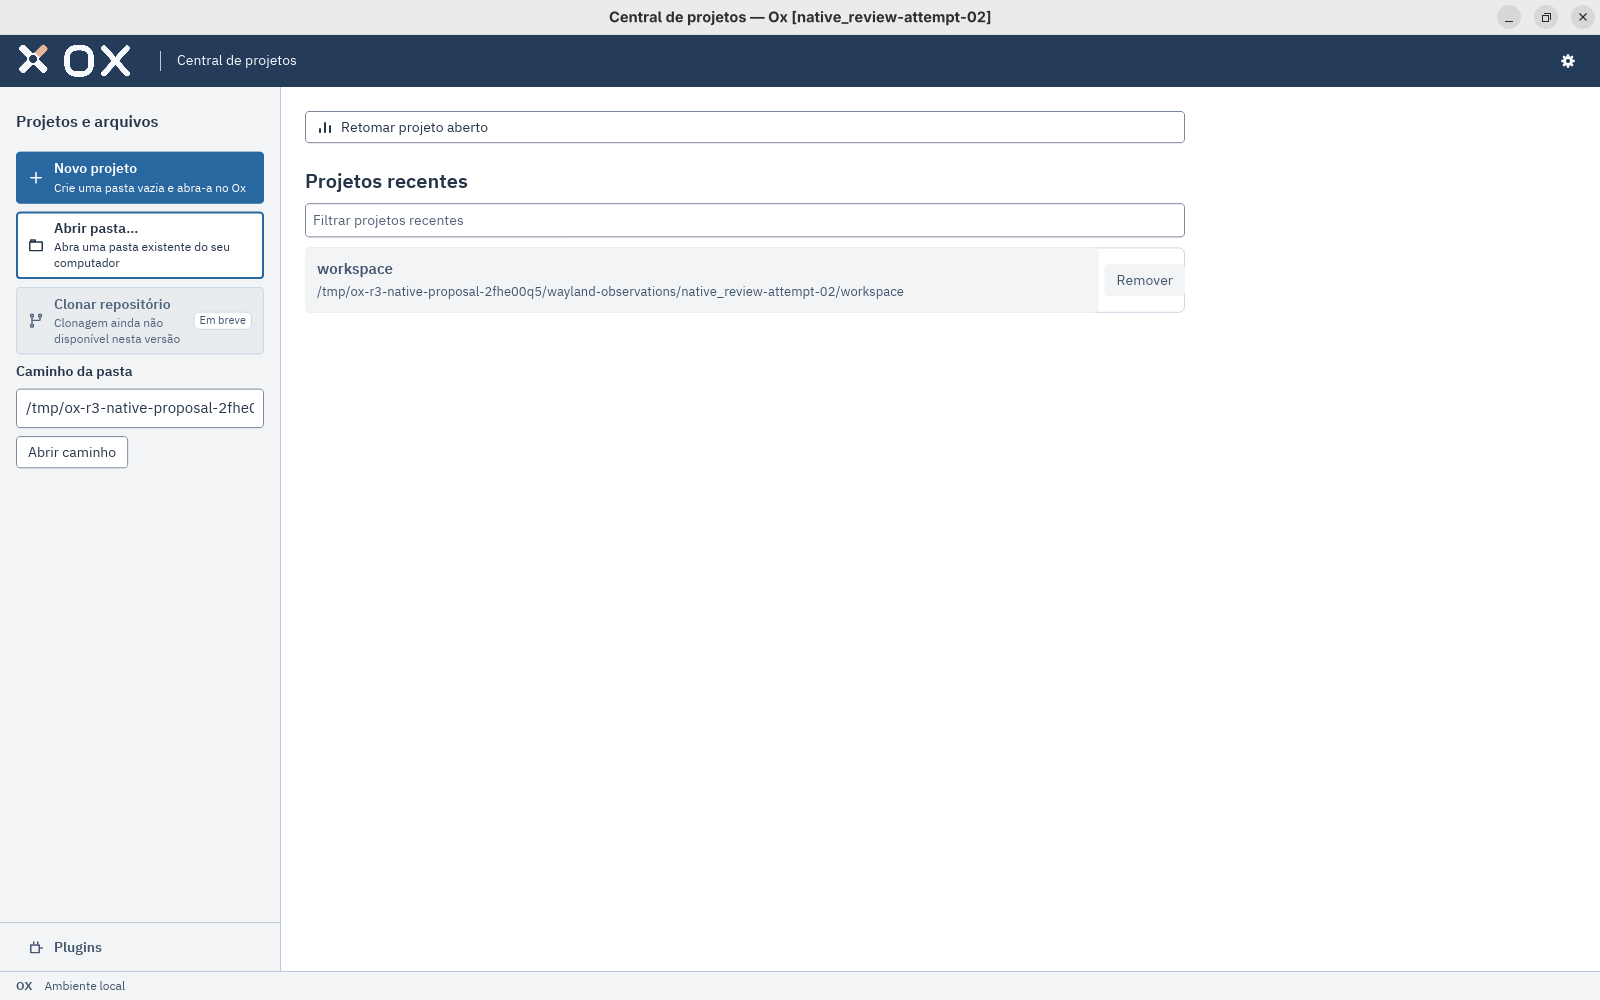 Central de projetos — Ox [native_review-attempt-02]
OX
Central de projetos
Projetos e arquivos
Novo projeto
Crie uma pasta vazia e abra-a no Ox
Abrir pasta...
Abra uma pasta existente do seu
computador
Clonar repositório
Clonagem ainda não
disponível nesta versão
Em breve
Caminho da pasta
/tmp/ox-r3-native-proposal-2fhe
Abrir caminho
Retomar projeto aberto
Projetos recentes
Filtrar projetos recentes
workspace
/tmp/ox-r3-native-proposal-2fhe00q5/wayland-observations/native_review-attempt-02/workspace
Remover
Plugins
OX Ambiente local